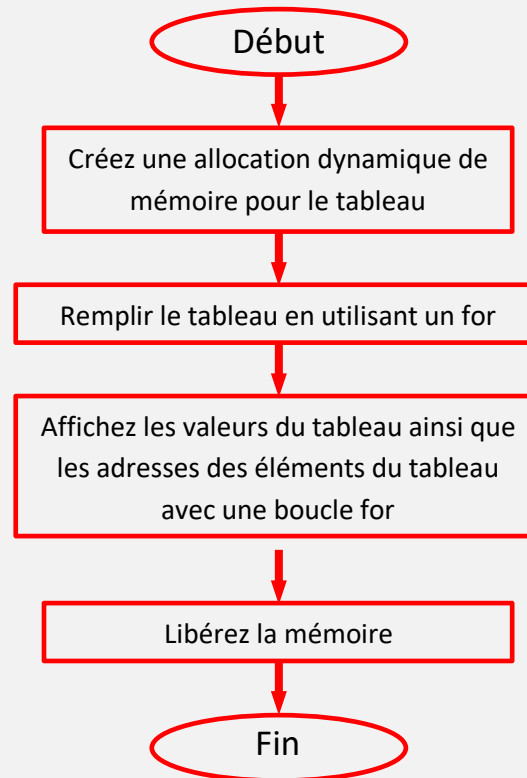 Début
Créez une allocation dynamique de
mémoire pour le tableau
Remplir le tableau en utilisant un for
Affichez les valeurs du tableau ainsi que
les adresses des éléments du tableau
avec une boucle for
Libérez la mémoire
Fin